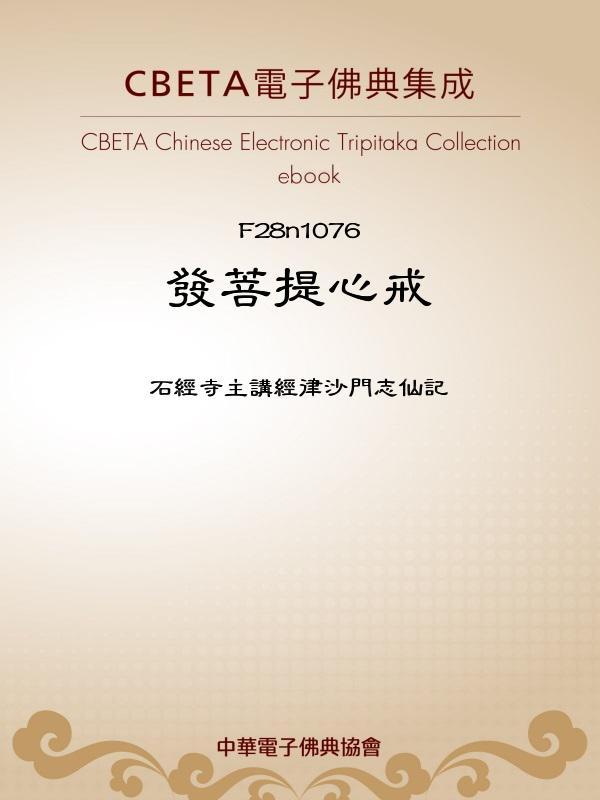 CBETA電子佛典集成
CBETA Chinese Electronic Tripitaka Collection
ebook
F28n1076
發菩提心戒
石經寺主講經律沙門志仙記
中華電子佛典協會